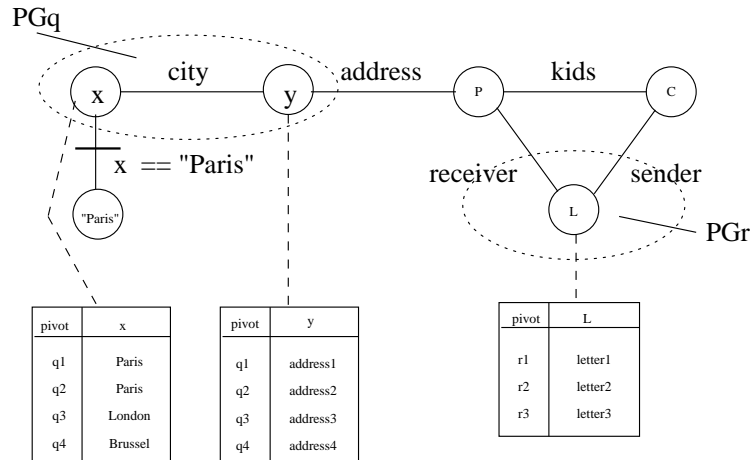 PGq
city
address
kids
x
y
P
C
x == "Paris"
receiver
sender
"Paris"
L
PGr
pivot x
q1 Paris
q2 Paris
q3 London
q4 Brussel
pivot y
q1 address1
q2 address2
q3 address3
q4 address4
pivot L
r1 letter1
r2 letter2
r3 letter3